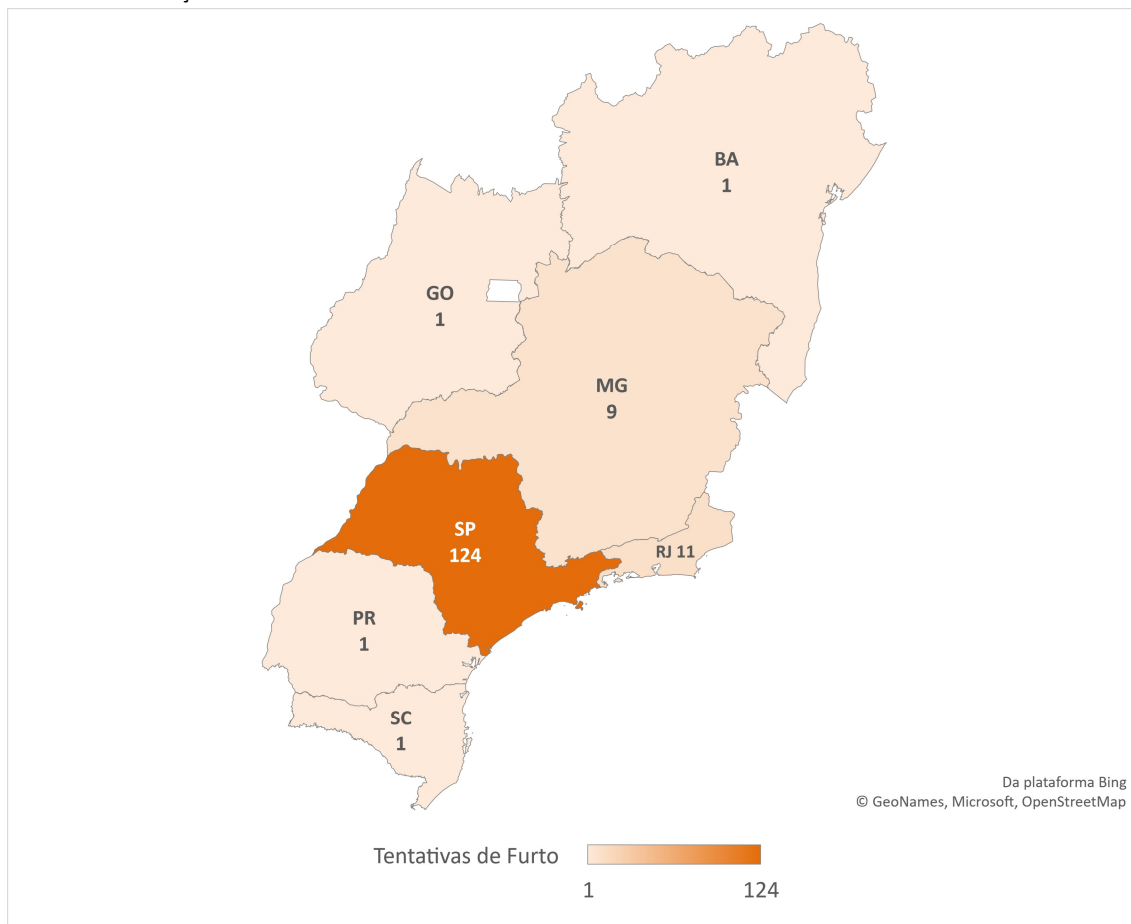 BA
1
GO
1
MG
9
SP
124
RJ 11
PR
1
SC
1
Da plataforma Bing
© GeoNames, Microsoft, OpenStreetMap
Tentativas de Furto
1
124